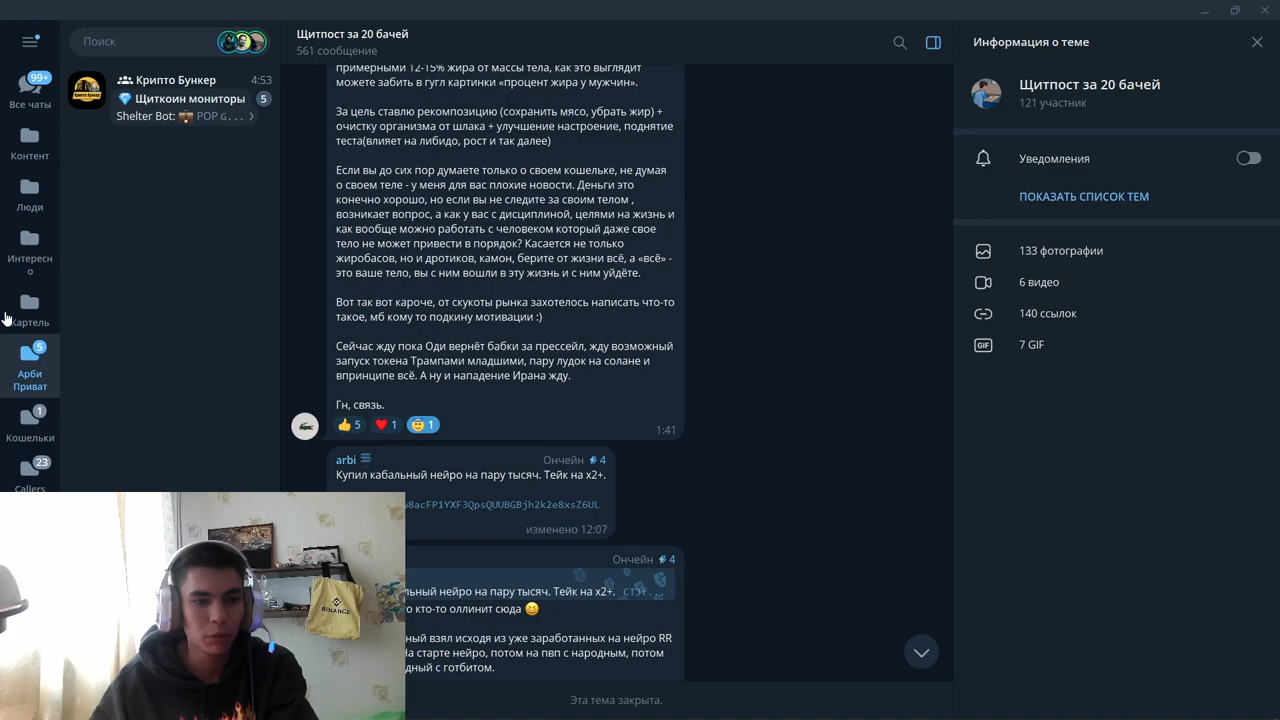 Поиск
99+
Все чаты
Контент
Люди
Интересн
о
Картель
5
Арби
Приват
1
Кошельки
23
Callers
Крипто Бункер
4:53
Щиткоин мониторы
5
Shelter Bot:
Щитпост за 20 бачей
561 сообщение
примерными 12-15% жира от массы тела, как это выглядит
можете забить в гугл картинки «процент жира у мужчин».
За цель ставлю рекомпозицию (сохранить мясо, убрать жир) +
очистку организма от шлака + улучшение настроение, поднятие
теста(влияет на либидо, рост и так далее)
Если вы до сих пор думаете только о своем кошельке, не думая
о своем теле - у меня для вас плохие новости. Деньги это
конечно хорошо, но если вы не следите за своим телом ,
возникает вопрос, а как у вас с дисциплиной, целями на жизнь и
как вообще можно работать с человеком который даже свое
тело не может привести в порядок? Касается не только
жиробасов, но и дротиков, камон, берите от жизни всё, а «всё» -
это ваше тело, вы с ним вошли в эту жизнь и с ним уйдёте.
Вот так вот кароче, от скукоты рынка захотелось написать что-то
такое, мб кому то подкину мотивации :)
Сейчас жду пока Оди вернёт бабки за прессейл, жду возможный
запуск токена Трампами младшими, пару лудок на солане и
впринципе всё. А ну и нападение Ирана жду.
Гн, связь.
👍 5 ❤️ 1 😇 1
1:41
arbi
Ончейн ⚡4
Купил кабальный нейро на пару тысяч. Тейк на х2+.
изменено 12:07
Ончейн ⚡4
льный нейро на пару тысяч. Тейк на х2+.
о кто-то оллинит сюда 😆
ный взял исходя из уже заработанных на нейро RR
На старте нейро, потом на пвп с народным, потом
дный с готбитом.
Эта тема закрыта.
Информация о теме
Щитпост за 20 бачей
121 участник
Уведомления
ПОКАЗАТЬ СПИСОК ТЕМ
133 фотографии
6 видео
140 ссылок
GIF
7 GIF
BINANCE